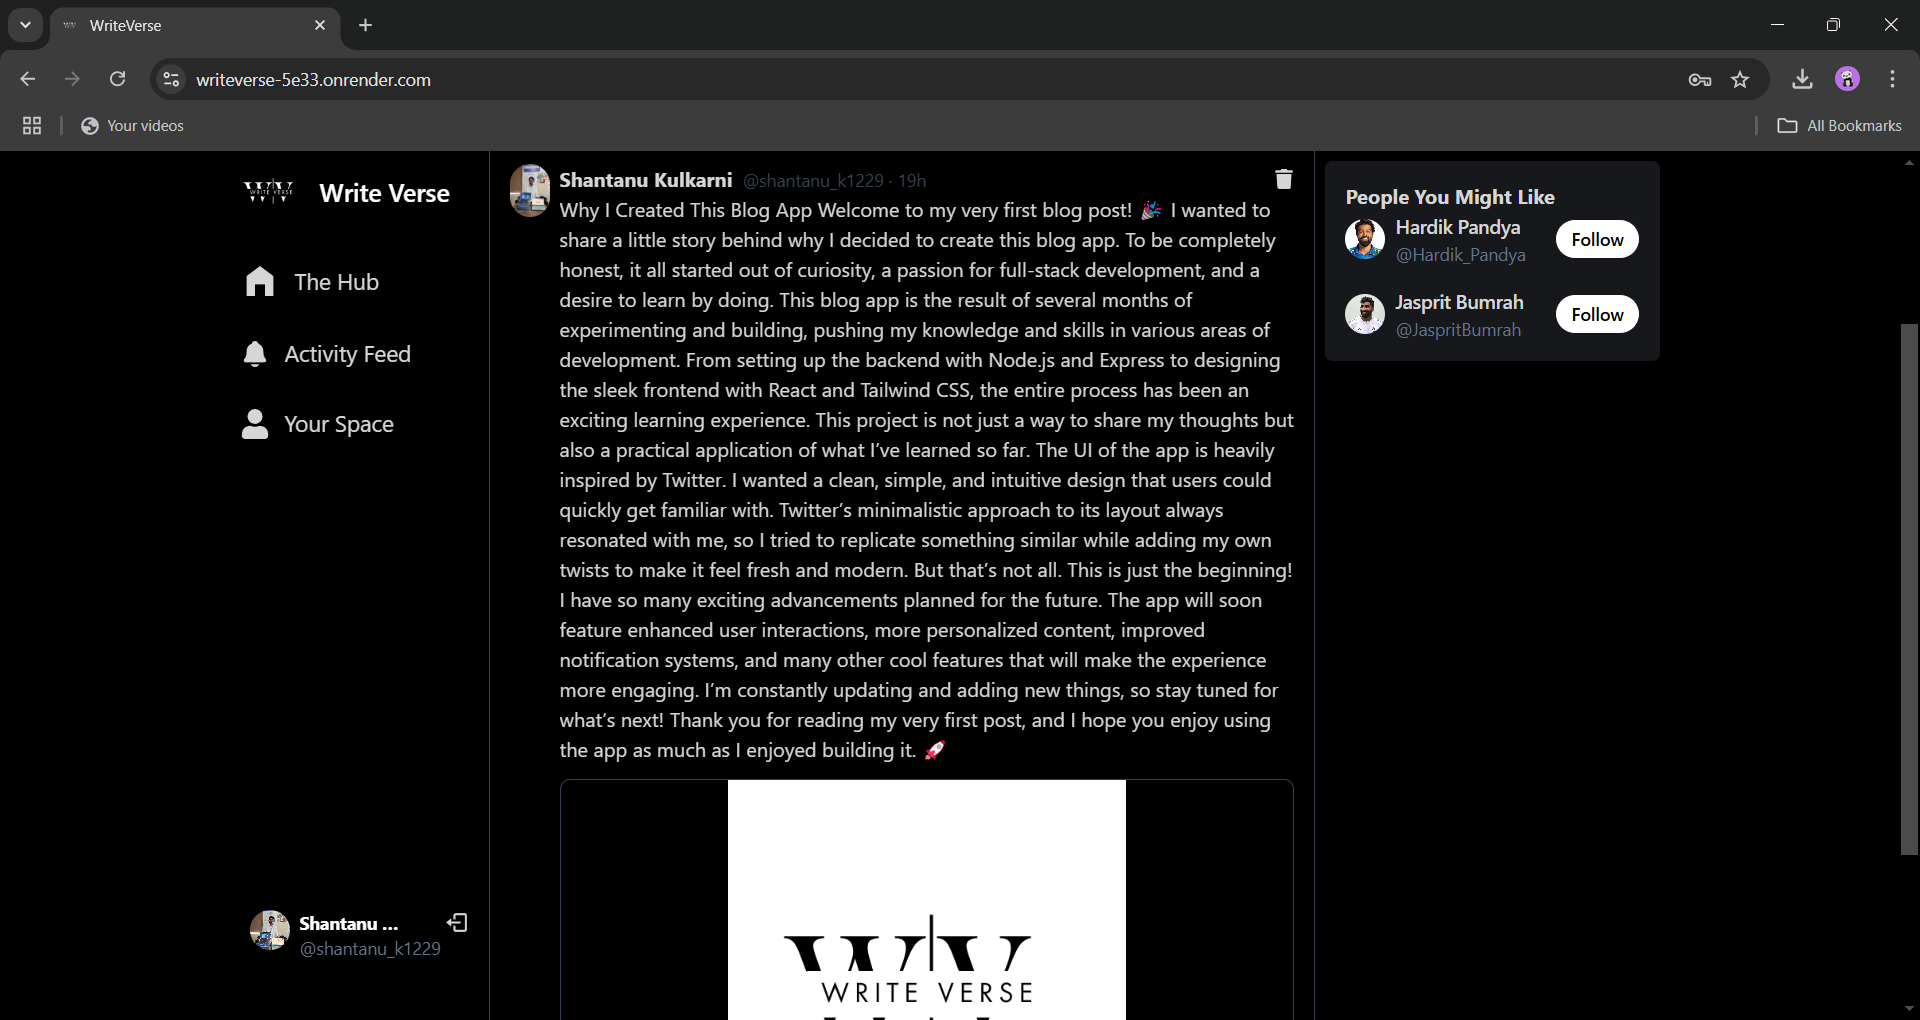 WriteVerse
writeverse-5e33.onrender.com
Your videos
All Bookmarks
WRITE VERSE
Write Verse
The Hub
Activity Feed
Your Space
Shantanu ...
@shantanu_k1229
Shantanu Kulkarni @shantanu_k1229 · 19h
Why I Created This Blog App Welcome to my very first blog post! 🎉 I wanted to
share a little story behind why I decided to create this blog app. To be completely
honest, it all started out of curiosity, a passion for full-stack development, and a
desire to learn by doing. This blog app is the result of several months of
experimenting and building, pushing my knowledge and skills in various areas of
development. From setting up the backend with Node.js and Express to designing
the sleek frontend with React and Tailwind CSS, the entire process has been an
exciting learning experience. This project is not just a way to share my thoughts but
also a practical application of what I’ve learned so far. The UI of the app is heavily
inspired by Twitter. I wanted a clean, simple, and intuitive design that users could
quickly get familiar with. Twitter’s minimalistic approach to its layout always
resonated with me, so I tried to replicate something similar while adding my own
twists to make it feel fresh and modern. But that’s not all. This is just the beginning!
I have so many exciting advancements planned for the future. The app will soon
feature enhanced user interactions, more personalized content, improved
notification systems, and many other cool features that will make the experience
more engaging. I’m constantly updating and adding new things, so stay tuned for
what’s next! Thank you for reading my very first post, and I hope you enjoy using
the app as much as I enjoyed building it. 🚀
WRITE VERSE
People You Might Like
Hardik Pandya
@Hardik_Pandya
Follow
Jasprit Bumrah
@JaspritBumrah
Follow